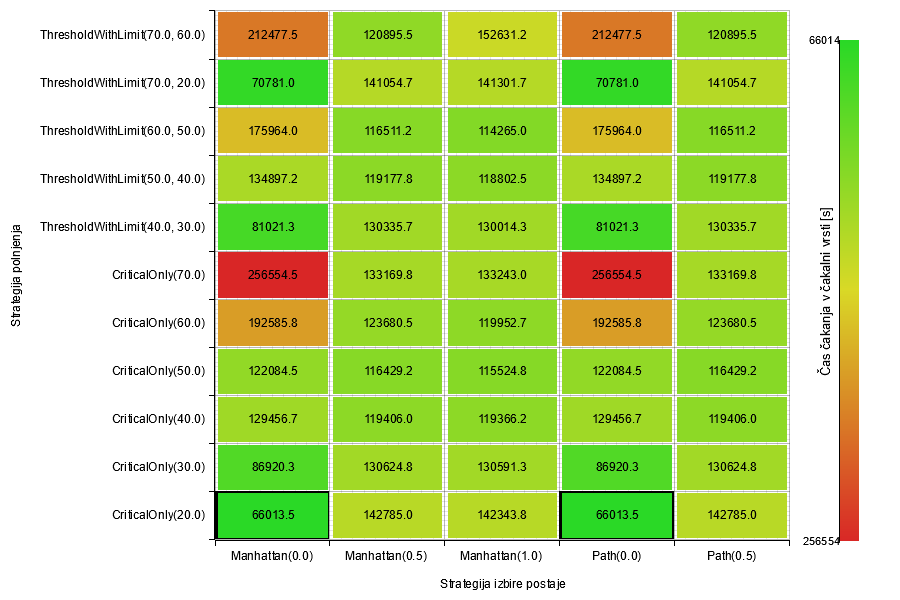 ThresholdWithLimit(70.0, 60.0) 212477.5 120895.5 152631.2 212477.5 120895.5
66014
ThresholdWithLimit(70.0, 20.0) 70781.0 141054.7 141301.7 70781.0 141054.7
ThresholdWithLimit(60.0, 50.0) 175964.0 116511.2 114265.0 175964.0 116511.2
ThresholdWithLimit(50.0, 40.0) 134897.2 119177.8 118802.5 134897.2 119177.8
ThresholdWithLimit(40.0, 30.0) 81021.3 130335.7 130014.3 81021.3 130335.7
CriticalOnly(70.0) 256554.5 133169.8 133243.0 256554.5 133169.8
CriticalOnly(60.0) 192585.8 123680.5 119952.7 192585.8 123680.5
CriticalOnly(50.0) 122084.5 116429.2 115524.8 122084.5 116429.2
CriticalOnly(40.0) 129456.7 119406.0 119366.2 129456.7 119406.0
CriticalOnly(30.0) 86920.3 130624.8 130591.3 86920.3 130624.8
CriticalOnly(20.0) 66013.5 142785.0 142343.8 66013.5 142785.0
256554
Manhattan(0.0) Manhattan(0.5) Manhattan(1.0) Path(0.0) Path(0.5)
Strategija izbire postaje
Strategija polnjenja
Čas čakanja v čakalni vrsti [s]